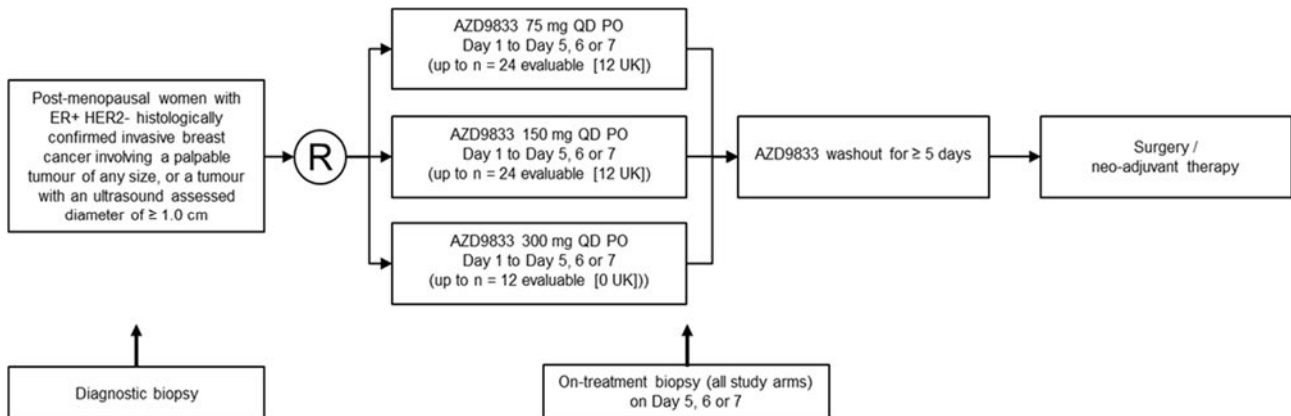 Post-menopausal women with
ER+ HER2- histologically
confirmed invasive breast
cancer involving a palpable
tumour of any size, or a tumour
with an ultrasound assessed
diameter of ≥ 1.0 cm
R
AZD9833 75 mg QD PO
Day 1 to Day 5, 6 or 7
(up to n = 24 evaluable [12 UK])
AZD9833 150 mg QD PO
Day 1 to Day 5, 6 or 7
(up to n = 24 evaluable [12 UK])
AZD9833 300 mg QD PO
Day 1 to Day 5, 6 or 7
(up to n = 12 evaluable [0 UK]))
AZD9833 washout for ≥ 5 days
Surgery /
neo-adjuvant therapy
Diagnostic biopsy
On-treatment biopsy (all study arms)
on Day 5, 6 or 7